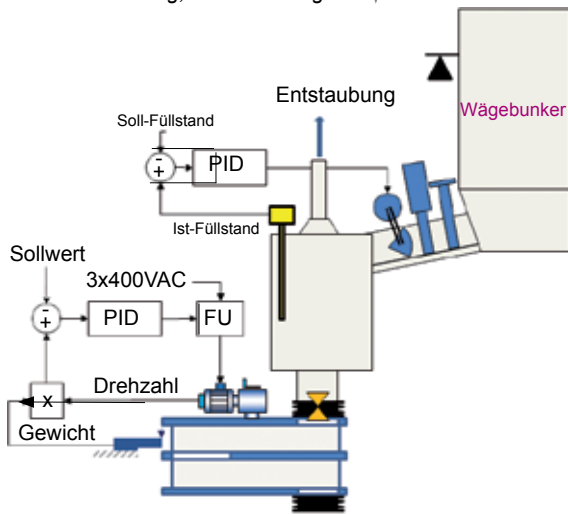 Entstaubung
Wägebunker
Soll-Füllstand
-
+
PID
Ist-Füllstand
Sollwert
3x400VAC
-
+
PID
FU
Drehzahl
x
Gewicht